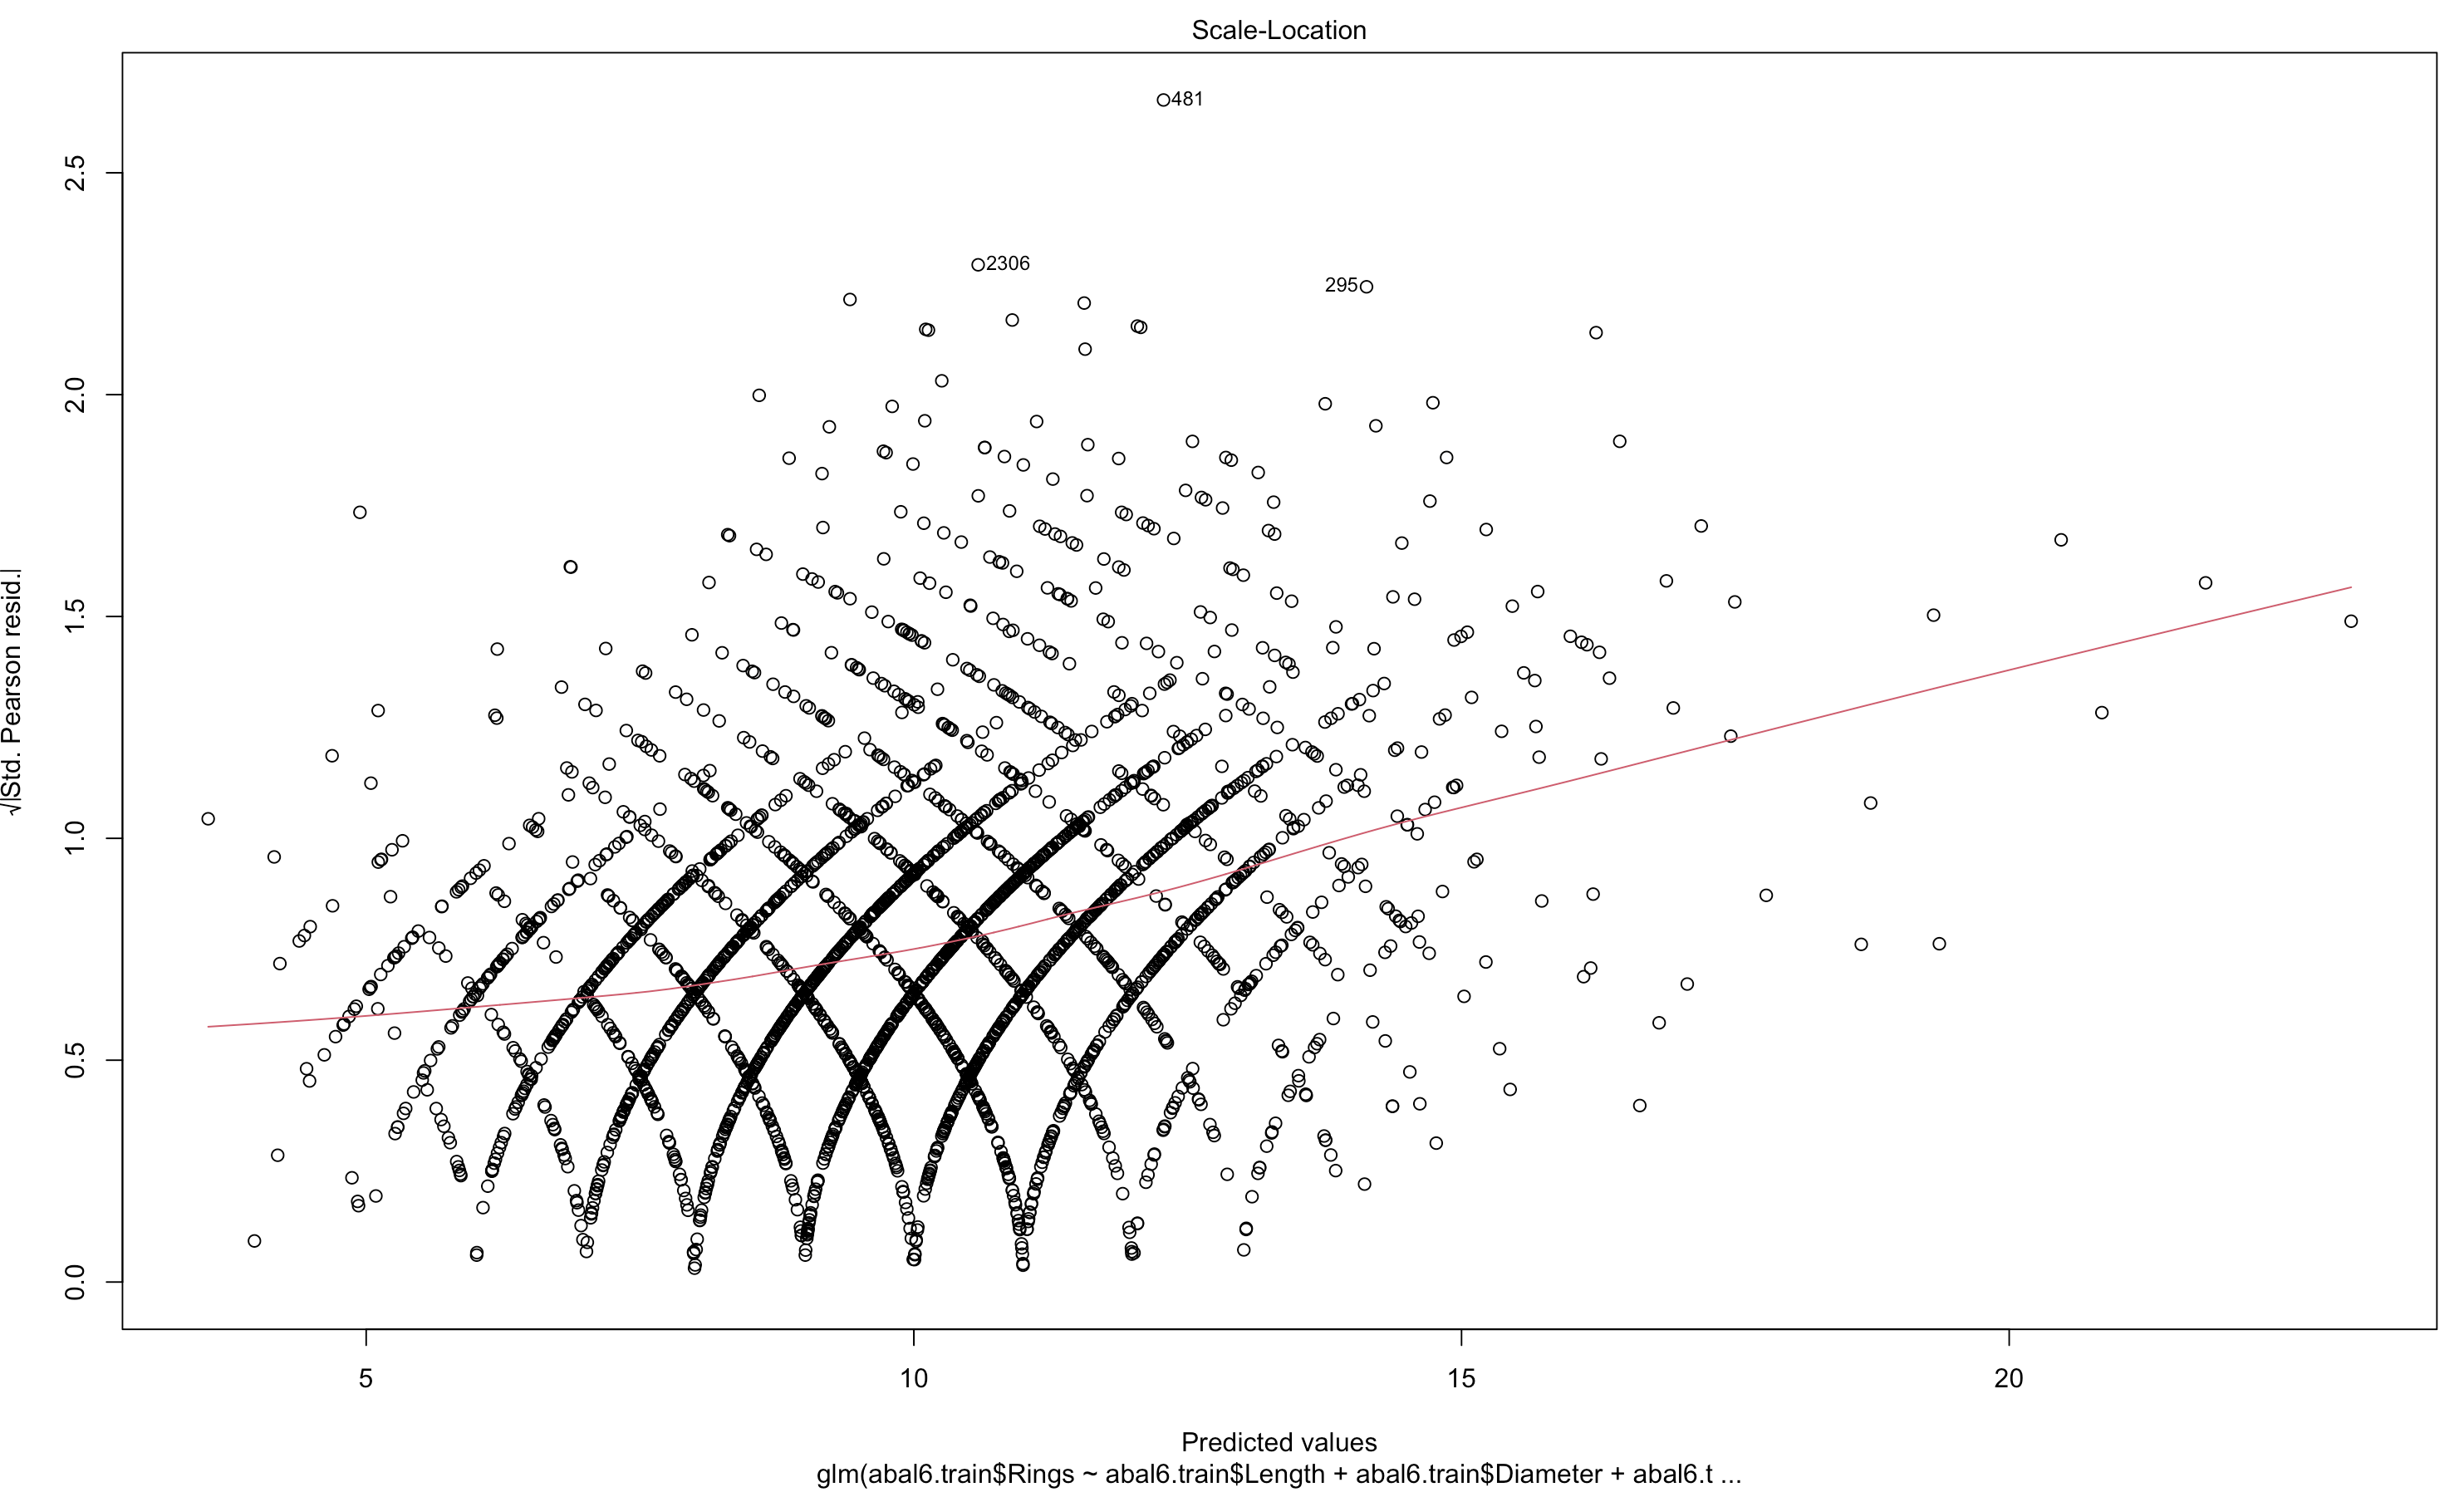 Scale-Location
√|Std. Pearson resid.|
2.5
2.0
1.5
1.0
0.5
0.0
481
2306
295
5 10 15 20
Predicted values
glm(abal6.train$Rings ~ abal6.train$Length + abal6.train$Diameter + abal6.t ...